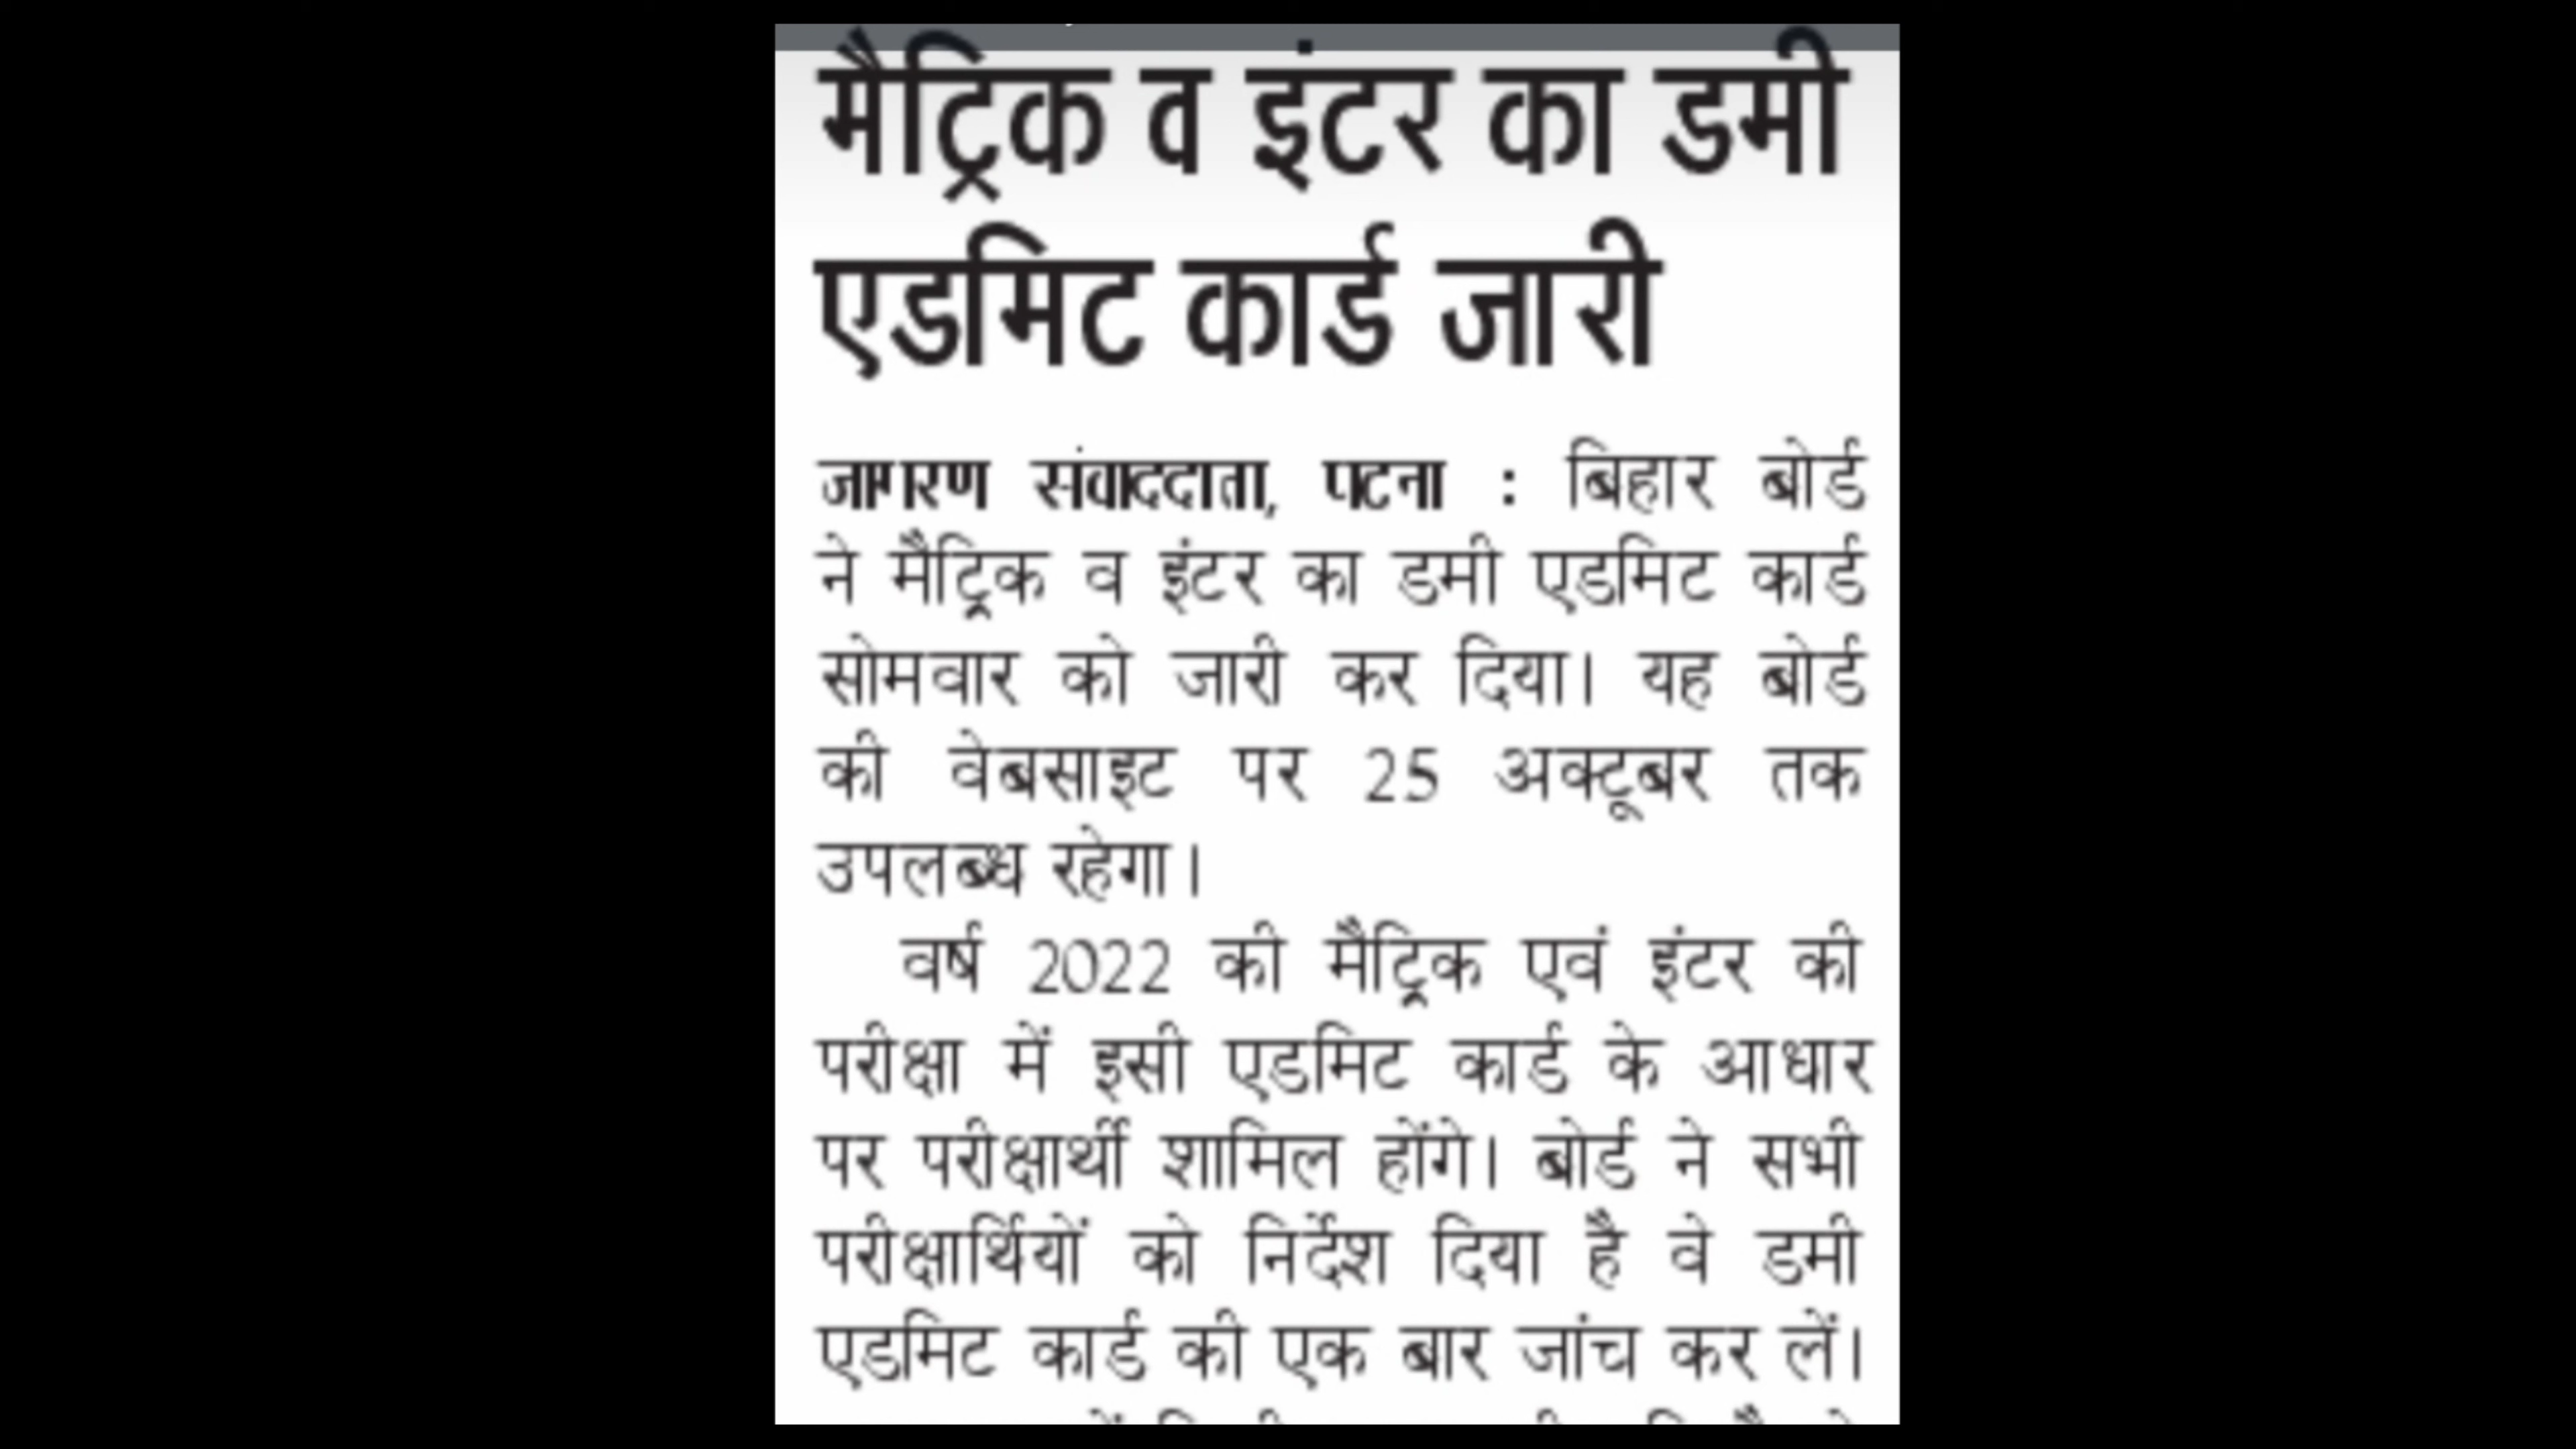 मैट्रिक व इंटर का डमी
एडमिट कार्ड जारी
जागरण संवाददाता, पटना : बिहार बोर्ड
ने मैट्रिक व इंटर का डमी एडमिट कार्ड
सोमवार को जारी कर दिया। यह बोर्ड
की वेबसाइट पर 25 अक्टूबर तक
उपलब्ध रहेगा।
वर्ष 2022 की मैट्रिक एवं इंटर की
परीक्षा में इसी एडमिट कार्ड के आधार
पर परीक्षार्थी शामिल होंगे। बोर्ड ने सभी
परीक्षार्थियों को निर्देश दिया है वे डमी
एडमिट कार्ड की एक बार जांच कर लें।